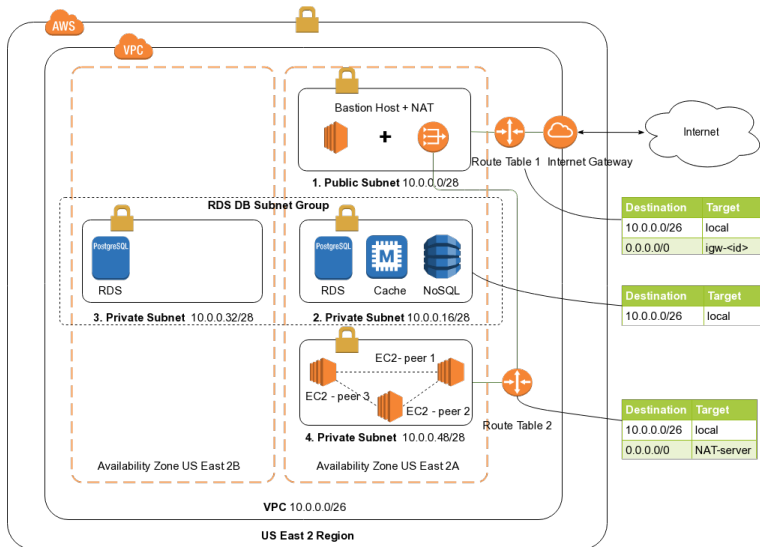 AWS
VPC
Bastion Host + NAT
+
1. Public Subnet 10.0.0.0/28
Route Table 1
Internet Gateway
Internet
RDS DB Subnet Group
PostgreSQL
RDS
3. Private Subnet 10.0.0.32/28
PostgreSQL
RDS
M
Cache
NoSQL
2. Private Subnet 10.0.0.16/28
EC2- peer 1
EC2 - peer 3
EC2 - peer 2
4. Private Subnet 10.0.0.48/28
Route Table 2
Availability Zone US East 2B
Availability Zone US East 2A
VPC 10.0.0.0/26
US East 2 Region
Destination Target
10.0.0.0/26 local
0.0.0.0/0 igw-<id>
Destination Target
10.0.0.0/26 local
Destination Target
10.0.0.0/26 local
0.0.0.0/0 NAT-server